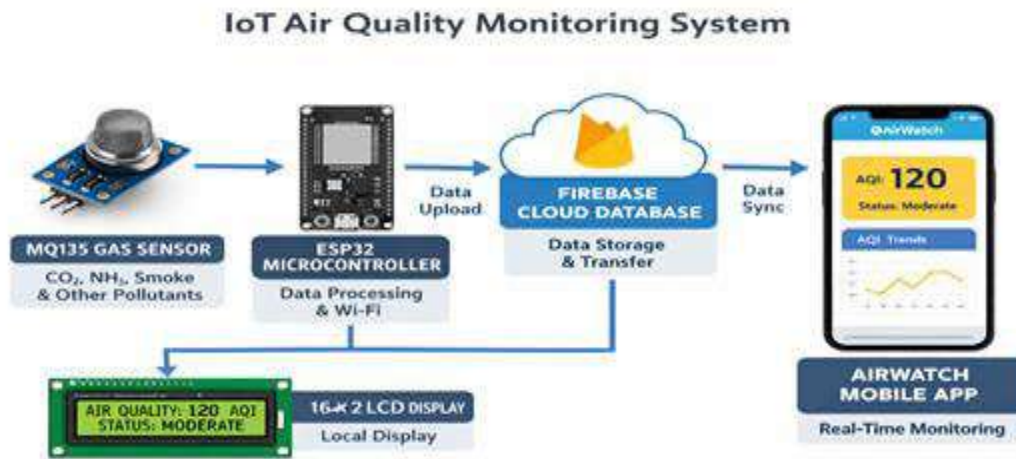 IoT Air Quality Monitoring System
MQ135 GAS SENSOR
CO₂, NH₃, Smoke
& Other Pollutants
ESP32
MICROCONTROLLER
Data Processing
& Wi-Fi
Data
Upload
FIREBASE
CLOUD DATABASE
Data Storage
& Transfer
Data
Sync
AirWatch
AQI: 120
Status: Moderate
AQI Trends
AIRWATCH
MOBILE APP
Real-Time Monitoring
AIR QUALITY: 120 AQI
STATUS: MODERATE
16×2 LCD DISPLAY
Local Display